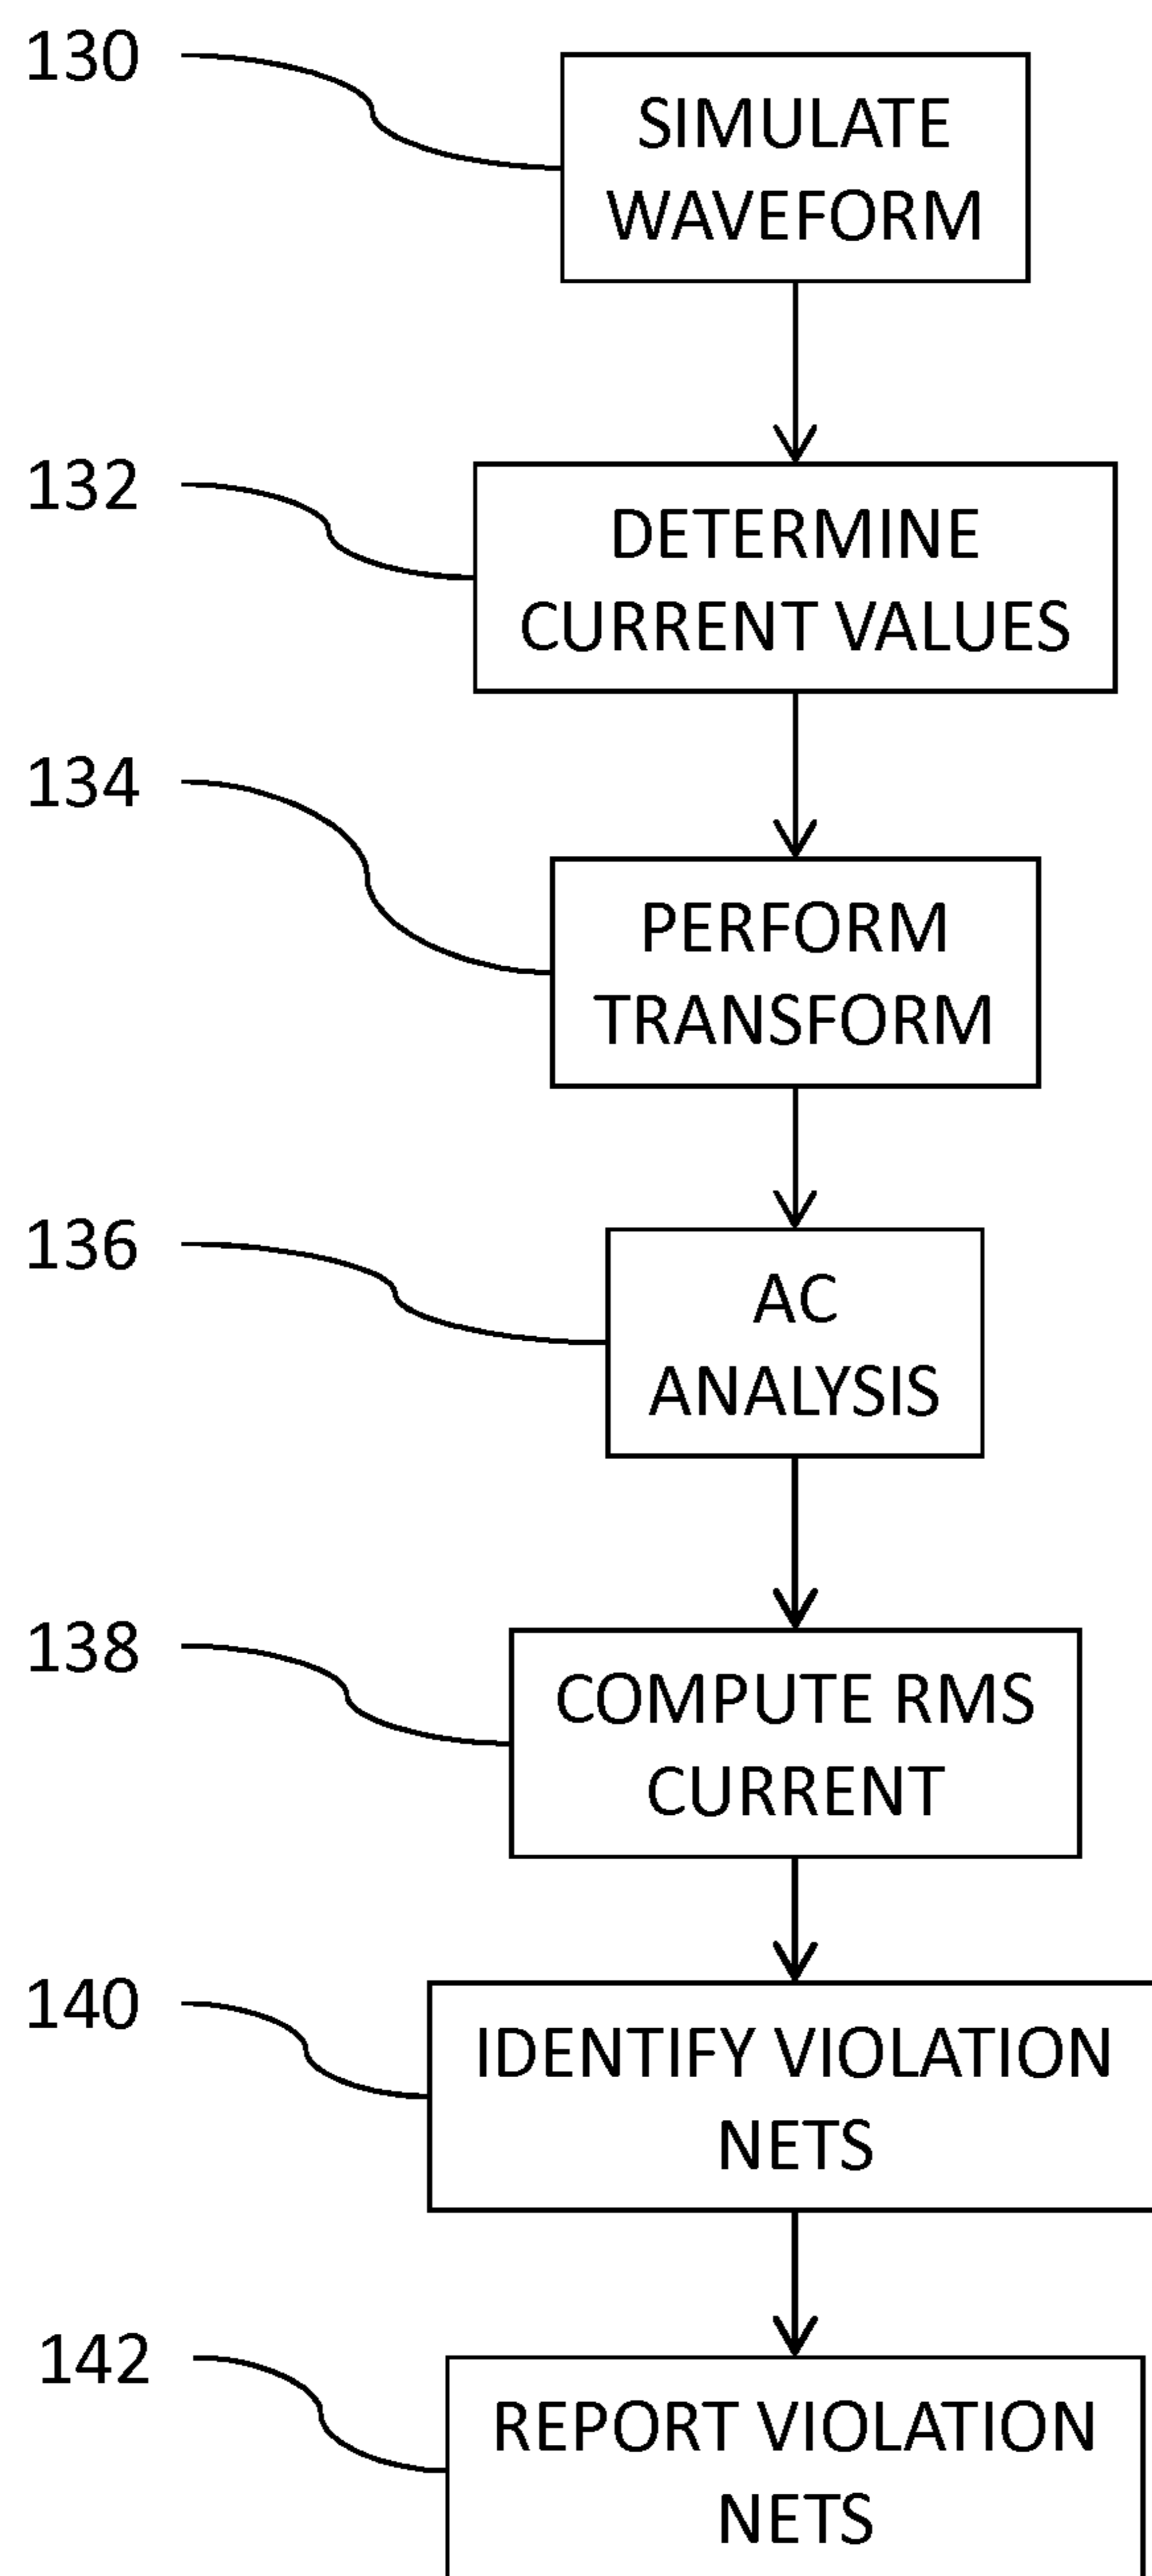 130
SIMULATE
WAVEFORM
132
DETERMINE
CURRENT VALUES
134
PERFORM
TRANSFORM
136
AC
ANALYSIS
138
COMPUTE RMS
CURRENT
140
IDENTIFY VIOLATION
NETS
142
REPORT VIOLATION
NETS